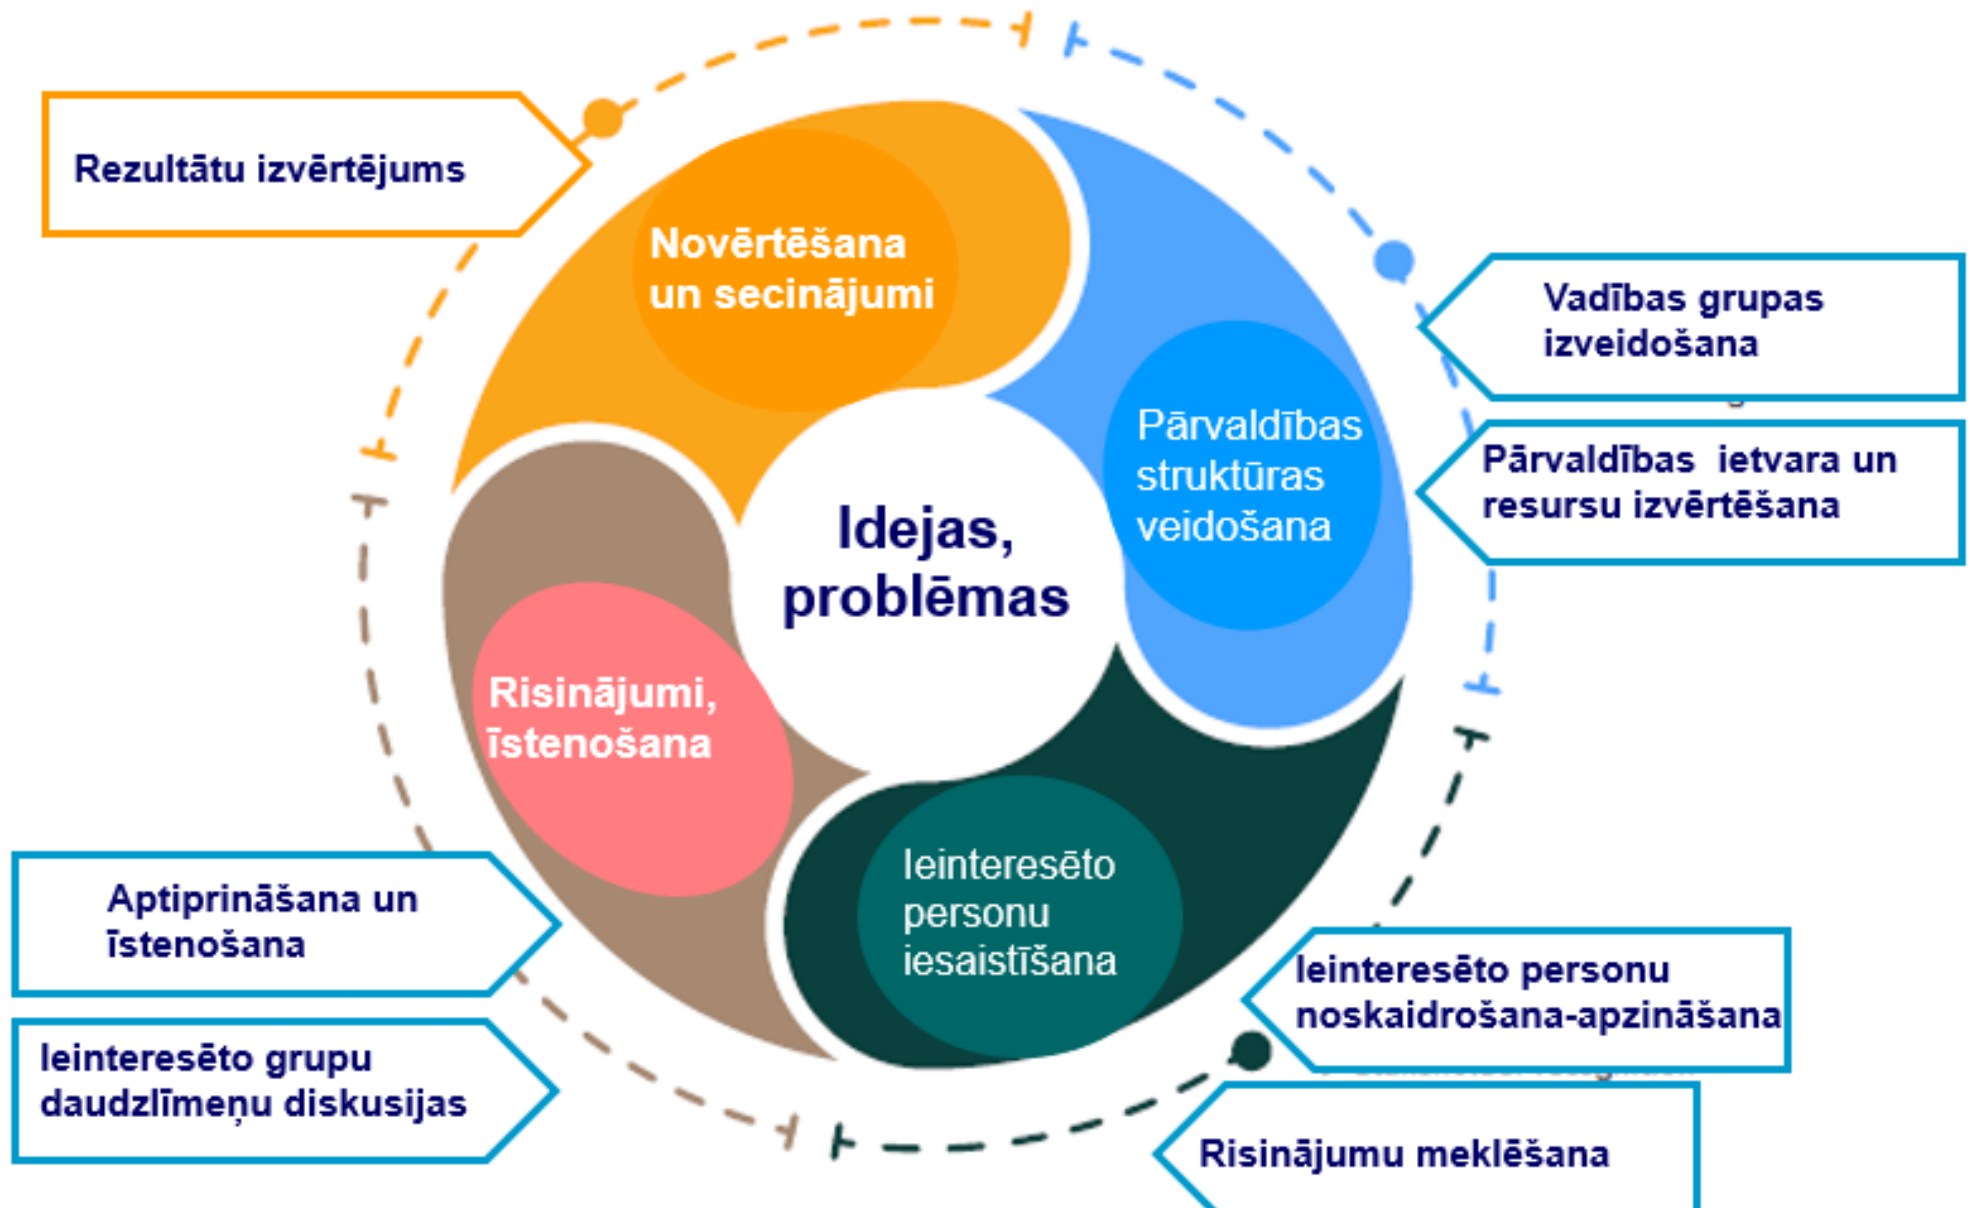 Rezultātu izvērtējums
Novērtēšana
un secinājumi
Vadības grupas
izveidošana
Pārvaldības
struktūras
veidošana
Pārvaldības ietvara un
resursu izvērtēšana
Idejas,
problēmas
Risinājumi,
īstenošana
Ieinteresēto
personu
iesaistīšana
Aptiprināšana un
īstenošana
Ieinteresēto personu
noskaidrošana-apzināšana
Ieinteresēto grupu
daudzlīmeņu diskusijas
Risinājumu meklēšana